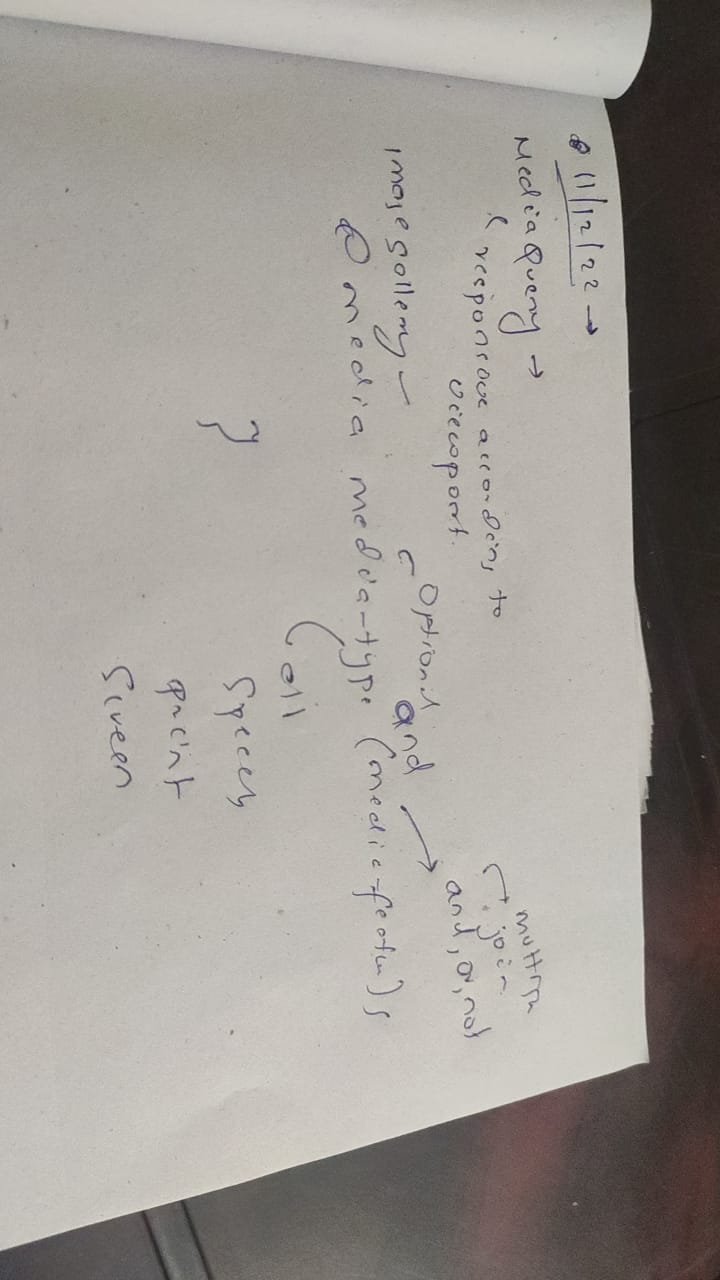 11/12/22 →
Media Query →
responsive according to
viewport.
multiple
join
and, or, not
Image gallery -
optional and →
@ media media-type (media-feature) {
all
speech
print
screen
}